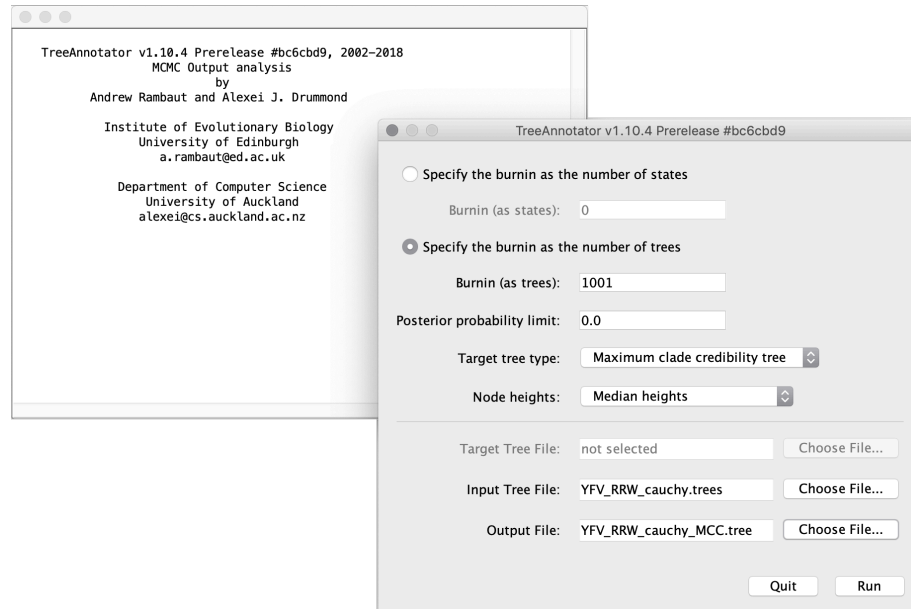 TreeAnnotator v1.10.4 Prerelease #bc6cbd9, 2002–2018
MCMC Output analysis
by
Andrew Rambaut and Alexei J. Drummond
Institute of Evolutionary Biology
University of Edinburgh
a.rambaut@ed.ac.uk
Department of Computer Science
University of Auckland
alexei@cs.auckland.ac.nz
TreeAnnotator v1.10.4 Prerelease #bc6cbd9
Specify the burnin as the number of states
Burnin (as states): 0
Specify the burnin as the number of trees
Burnin (as trees): 1001
Posterior probability limit: 0.0
Target tree type: Maximum clade credibility tree
Node heights: Median heights
Target Tree File: not selected Choose File...
Input Tree File: YFV_RRW_cauchy.trees Choose File...
Output File: YFV_RRW_cauchy_MCC.tree Choose File...
Quit Run